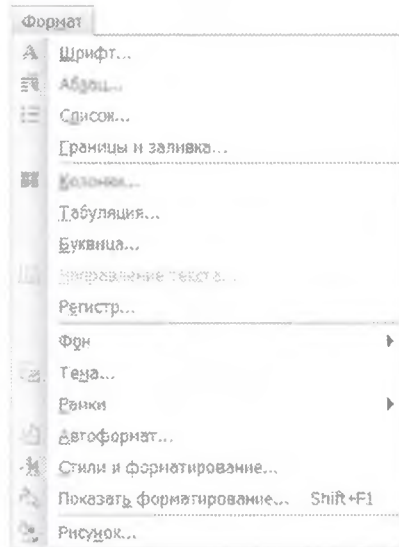 Формат
Шрифт...
Абзац...
Список...
Границы и заливка...
Колонки...
Табуляция...
Буквица...
Направление текста...
Регистр...
Фон
Тема...
Рамки
Автоформат...
Стили и форматирование...
Показать форматирование... Shift+F1
Рисунок...